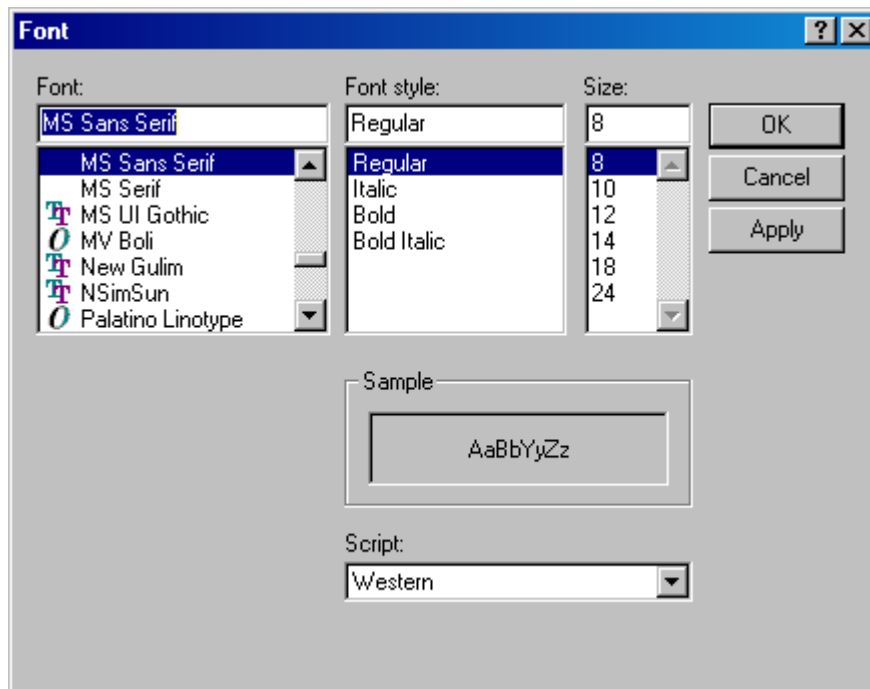 Font
Font:
MS Sans Serif
MS Sans Serif
MS Serif
MS UI Gothic
MV Boli
New Gulim
NSimSun
Palatino Linotype
Font style:
Regular
Regular
Italic
Bold
Bold Italic
Size:
8
8
10
12
14
18
24
OK
Cancel
Apply
Sample
AaBbYyZz
Script:
Western